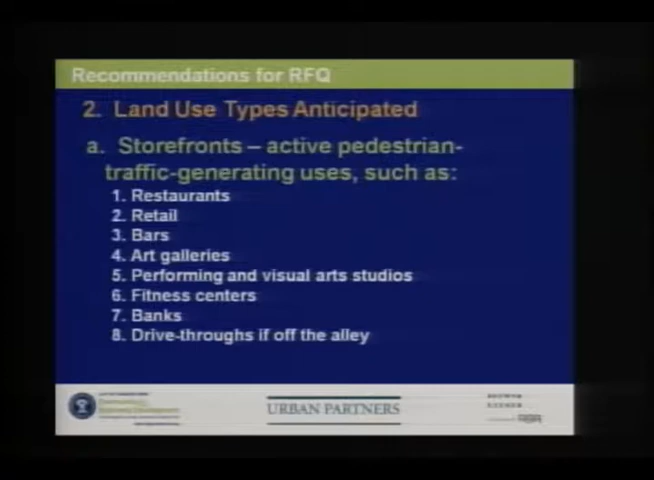 Recommendations for RFQ
2. Land Use Types Anticipated
a. Storefronts – active pedestrian-
traffic-generating uses, such as:
1. Restaurants
2. Retail
3. Bars
4. Art galleries
5. Performing and visual arts studios
6. Fitness centers
7. Banks
8. Drive-throughs if off the alley
URBAN PARTNERS